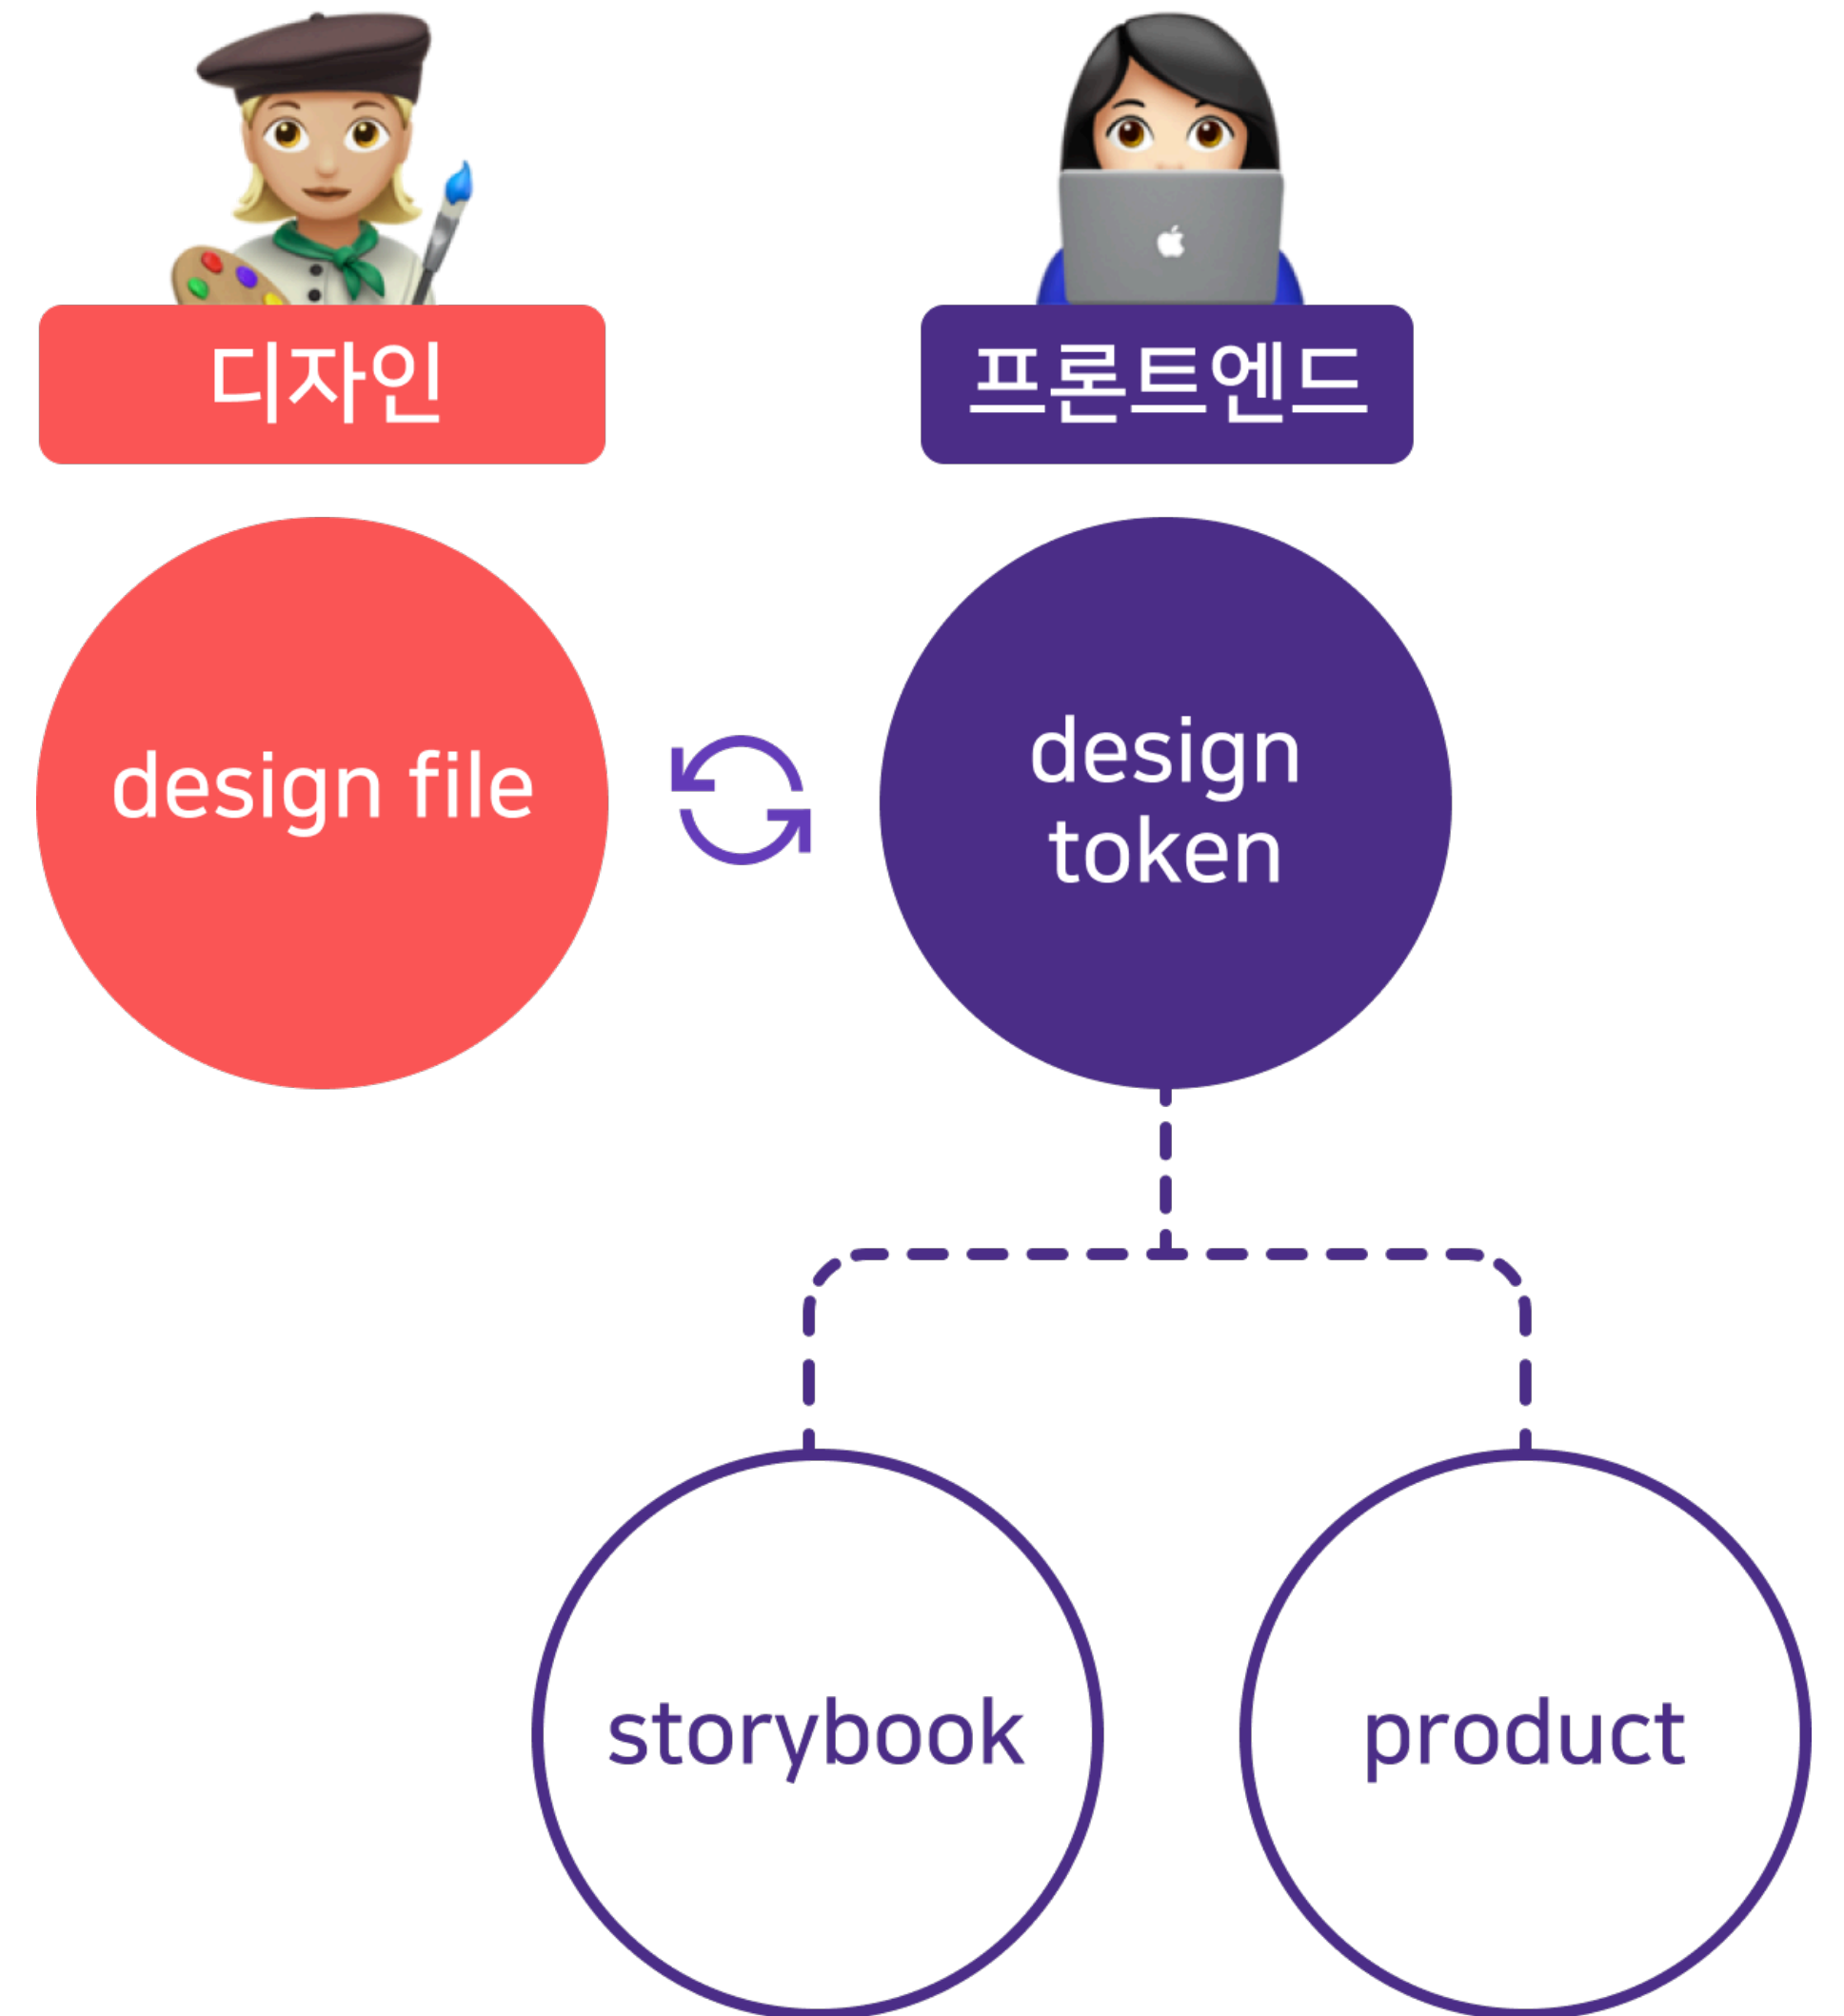 디자인
프론트엔드
design file
design
token
storybook
product